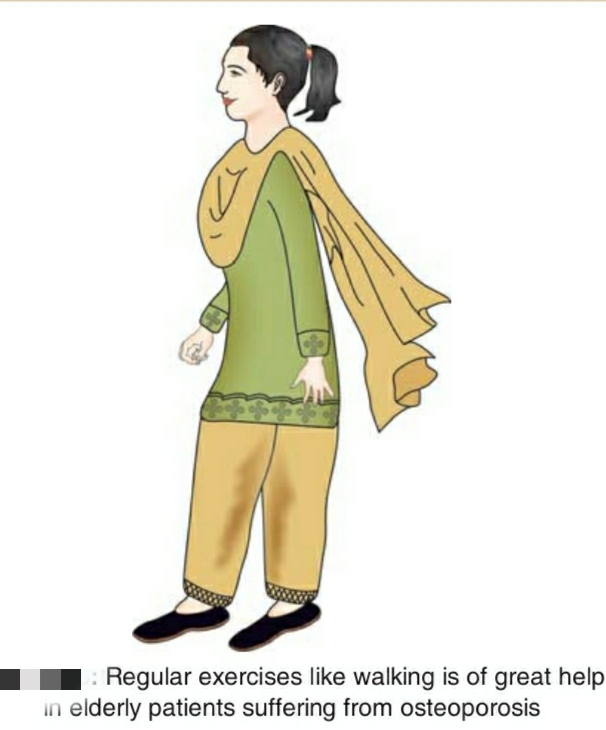 : Regular exercises like walking is of great help
in elderly patients suffering from osteoporosis